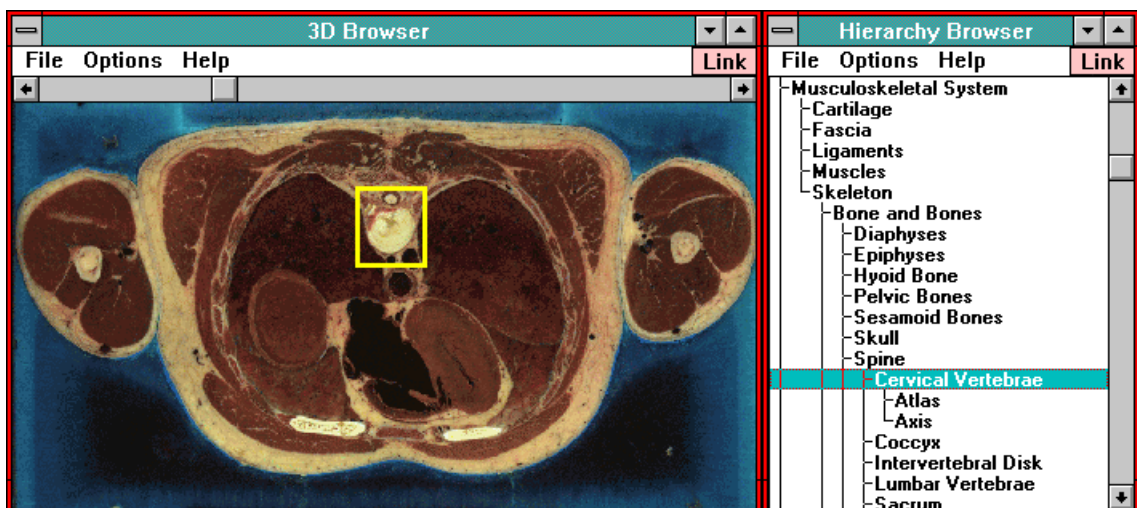 3D Browser
File Options Help Link
Hierarchy Browser
File Options Help Link
Musculoskeletal System
Cartilage
Fascia
Ligaments
Muscles
Skeleton
Bone and Bones
Diaphyses
Epiphyses
Hyoid Bone
Pelvic Bones
Sesamoid Bones
Skull
Spine
Cervical Vertebrae
Atlas
Axis
Coccyx
Intervertebral Disk
Lumbar Vertebrae
Sacrum